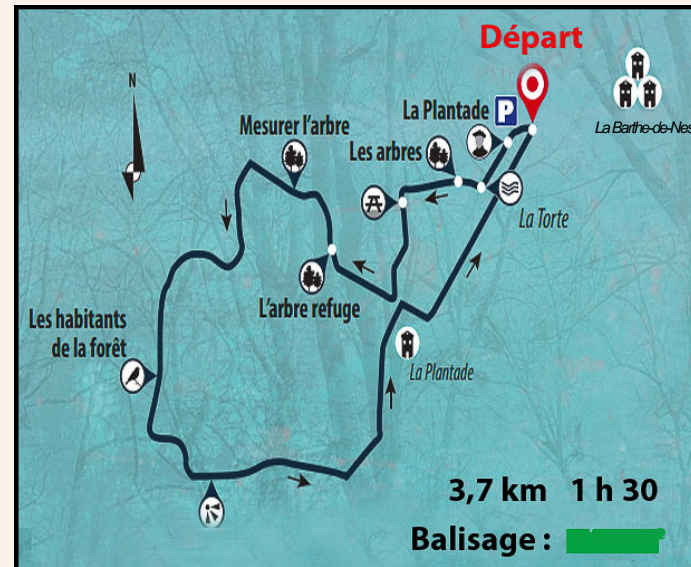 Départ
La Plantade P
La Barthe-de-Nes
N
Mesurer l'arbre
Les arbres
La Torte
L'arbre refuge
Les habitants
de la forêt
La Plantade
3,7 km 1 h 30
Balisage :